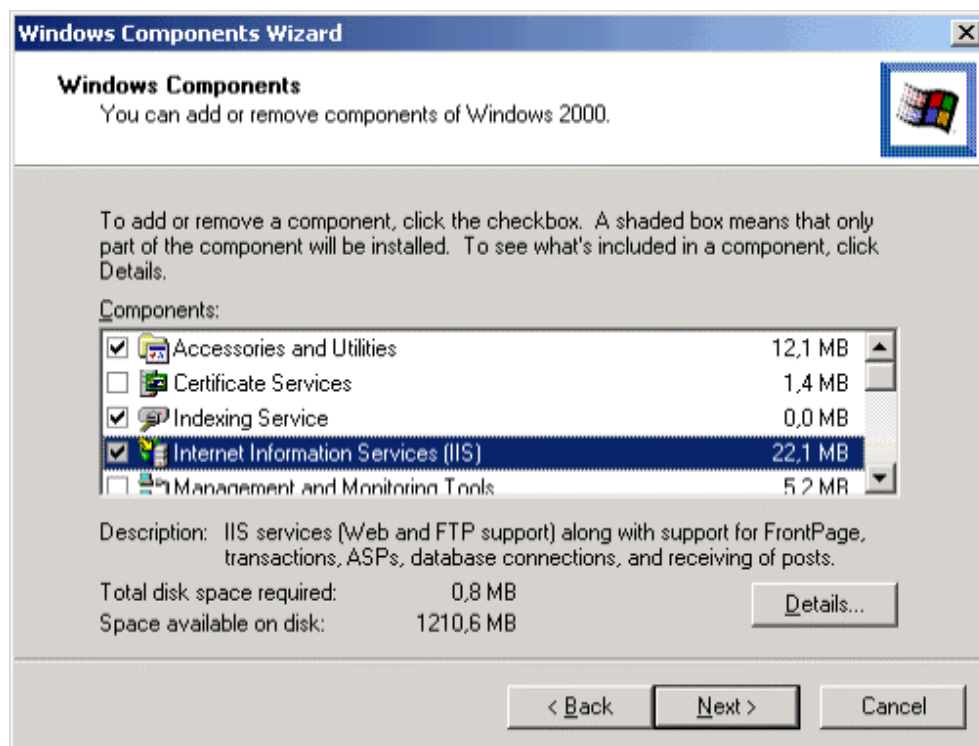 Windows Components Wizard
Windows Components
You can add or remove components of Windows 2000.
To add or remove a component, click the checkbox. A shaded box means that only
part of the component will be installed. To see what's included in a component, click
Details.
Components:
Accessories and Utilities 12,1 MB
Certificate Services 1,4 MB
Indexing Service 0,0 MB
Internet Information Services (IIS) 22,1 MB
Management and Monitoring Tools 5,2 MB
Description: IIS services (Web and FTP support) along with support for FrontPage,
transactions, ASPs, database connections, and receiving of posts.
Total disk space required: 0,8 MB
Space available on disk: 1210,6 MB
Details...
< Back Next > Cancel